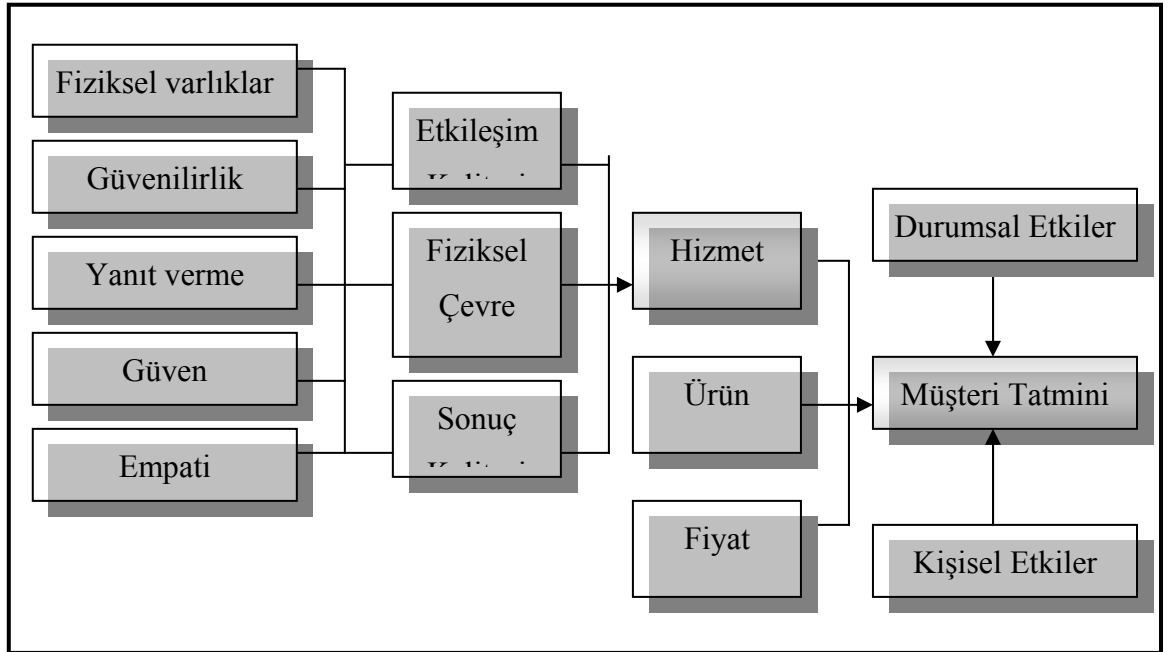 Fiziksel varlıklar
Güvenilirlik
Yanıt verme
Güven
Empati
Etkileşim
Fiziksel
Çevre
Sonuç
Hizmet
Ürün
Fiyat
Durumsal Etkiler
Müşteri Tatmini
Kişisel Etkiler